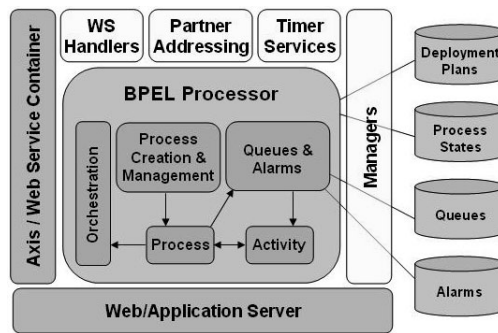 WS
Handlers
Partner
Addressing
Timer
Services
Axis / Web Service Container
BPEL Processor
Orchestration
Process
Creation &
Management
Queues &
Alarms
Process
Activity
Managers
Deployment
Plans
Process
States
Queues
Alarms
Web/Application Server